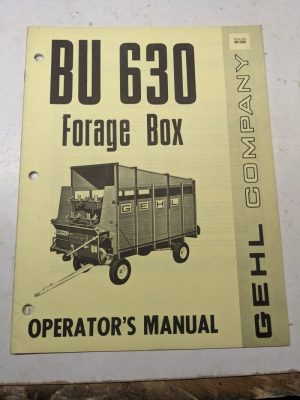 BU 630
Forage Box
GEHL
OPERATOR'S MANUAL
GEHL COMPANY